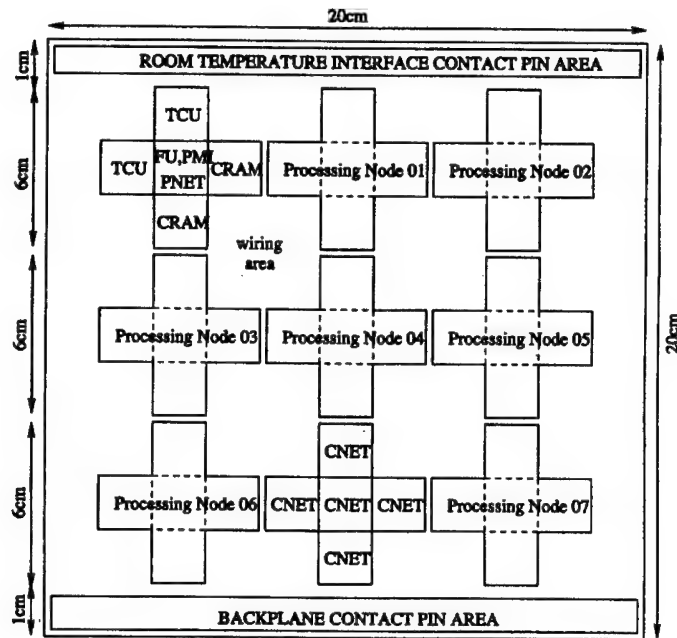 20cm
1cm
ROOM TEMPERATURE INTERFACE CONTACT PIN AREA
6cm
TCU
TCU
FU,PMI
PNET
CRAM
CRAM
Processing Node 01
Processing Node 02
wiring
area
6cm
Processing Node 03
Processing Node 04
Processing Node 05
20cm
6cm
Processing Node 06
CNET
CNET
CNET
CNET
CNET
Processing Node 07
1cm
BACKPLANE CONTACT PIN AREA